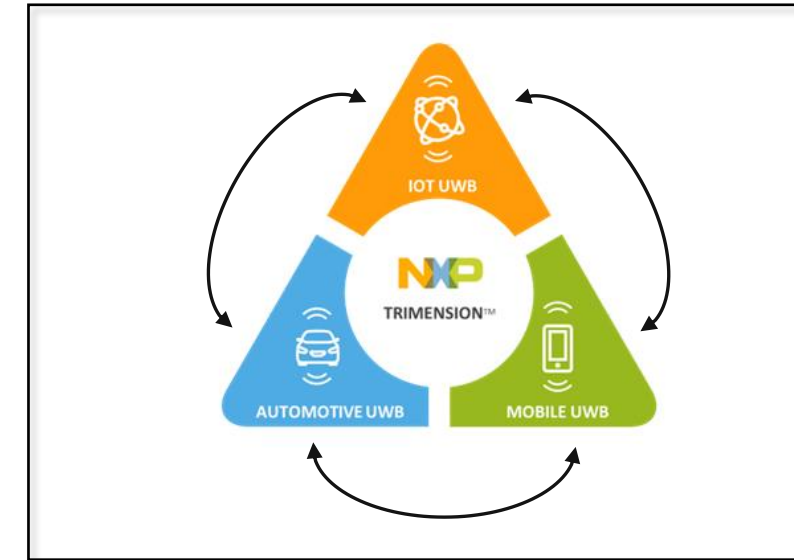 IOT UWB
NXP
TRIMENSION™
AUTOMOTIVE UWB
MOBILE UWB